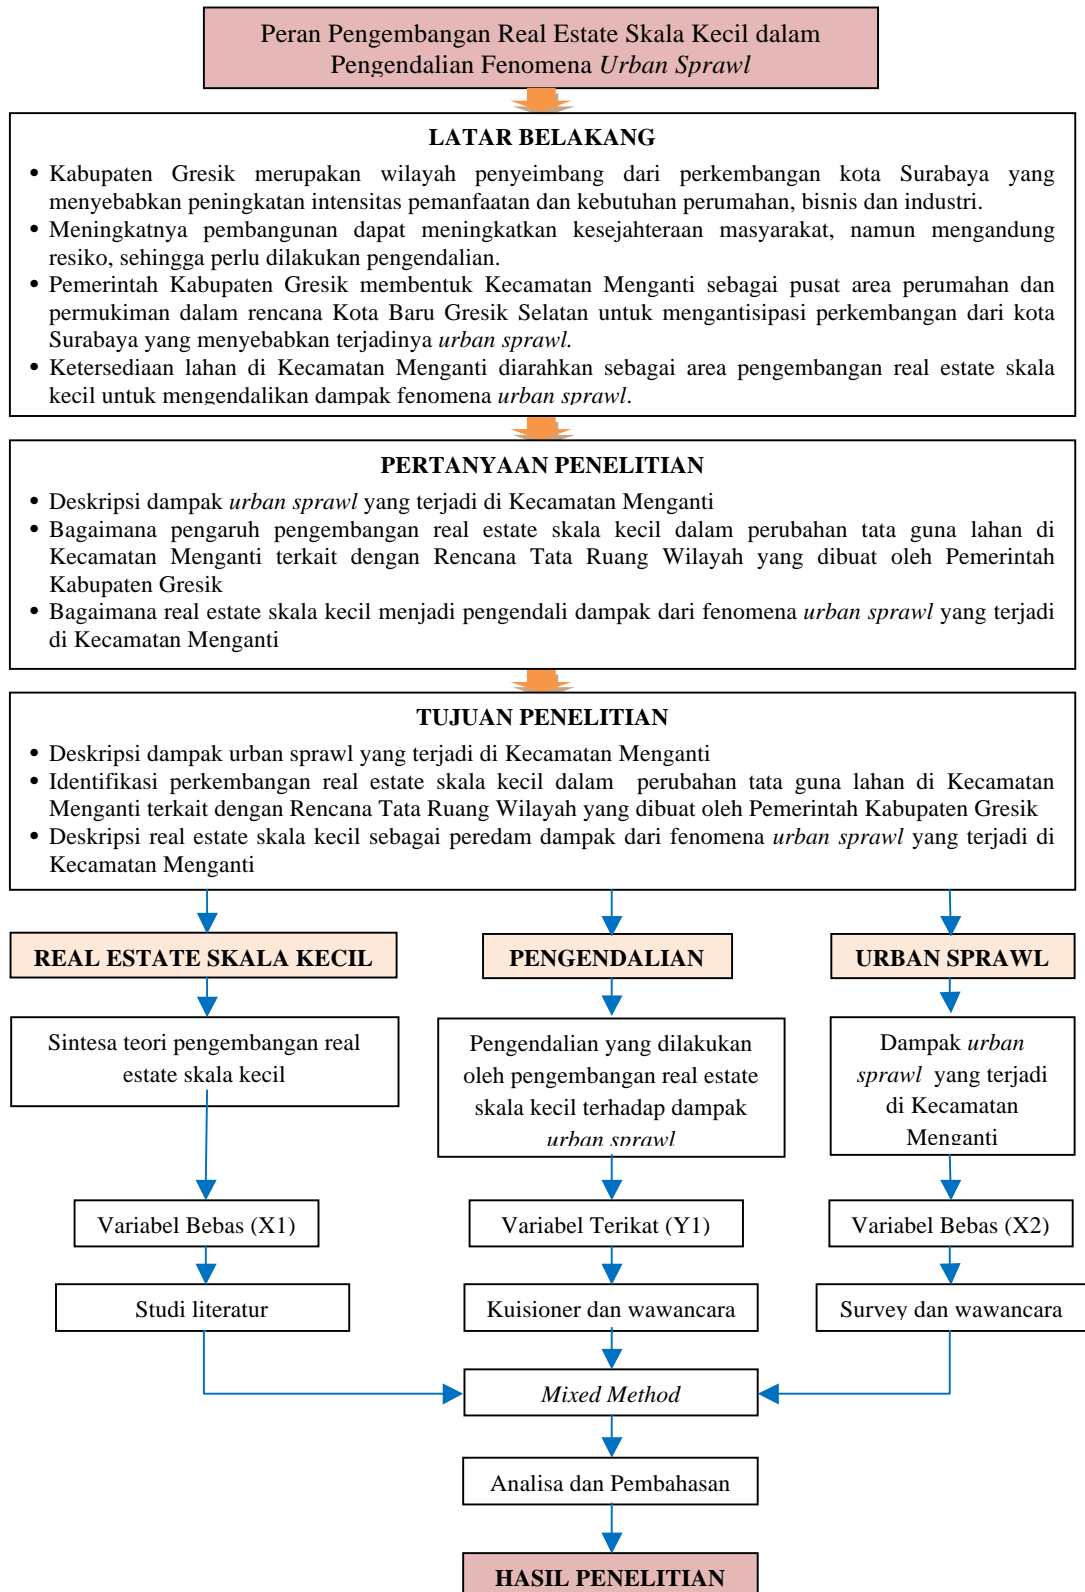 Peran Pengembangan Real Estate Skala Kecil dalam
Pengendalian Fenomena Urban Sprawl
LATAR BELAKANG
• Kabupaten Gresik merupakan wilayah penyeimbang dari perkembangan kota Surabaya yang
menyebabkan peningkatan intensitas pemanfaatan dan kebutuhan perumahan, bisnis dan industri.
• Meningkatnya pembangunan dapat meningkatkan kesejahteraan masyarakat, namun mengandung
resiko, sehingga perlu dilakukan pengendalian.
• Pemerintah Kabupaten Gresik membentuk Kecamatan Menganti sebagai pusat area perumahan dan
permukiman dalam rencana Kota Baru Gresik Selatan untuk mengantisipasi perkembangan dari kota
Surabaya yang menyebabkan terjadinya urban sprawl.
• Ketersediaan lahan di Kecamatan Menganti diarahkan sebagai area pengembangan real estate skala
kecil untuk mengendalikan dampak fenomena urban sprawl.
PERTANYAAN PENELITIAN
• Deskripsi dampak urban sprawl yang terjadi di Kecamatan Menganti
• Bagaimana pengaruh pengembangan real estate skala kecil dalam perubahan tata guna lahan di
Kecamatan Menganti terkait dengan Rencana Tata Ruang Wilayah yang dibuat oleh Pemerintah
Kabupaten Gresik
• Bagaimana real estate skala kecil menjadi pengendali dampak dari fenomena urban sprawl yang terjadi
di Kecamatan Menganti
TUJUAN PENELITIAN
• Deskripsi dampak urban sprawl yang terjadi di Kecamatan Menganti
• Identifikasi perkembangan real estate skala kecil dalam perubahan tata guna lahan di Kecamatan
Menganti terkait dengan Rencana Tata Ruang Wilayah yang dibuat oleh Pemerintah Kabupaten Gresik
• Deskripsi real estate skala kecil sebagai peredam dampak dari fenomena urban sprawl yang terjadi di
Kecamatan Menganti
REAL ESTATE SKALA KECIL
PENGENDALIAN
URBAN SPRAWL
Sintesa teori pengembangan real
estate skala kecil
Pengendalian yang dilakukan
oleh pengembangan real estate
skala kecil terhadap dampak
urban sprawl
Dampak urban
sprawl yang terjadi
di Kecamatan
Menganti
Variabel Bebas (X1)
Variabel Terikat (Y1)
Variabel Bebas (X2)
Studi literatur
Kuisioner dan wawancara
Survey dan wawancara
Mixed Method
Analisa dan Pembahasan
HASIL PENELITIAN